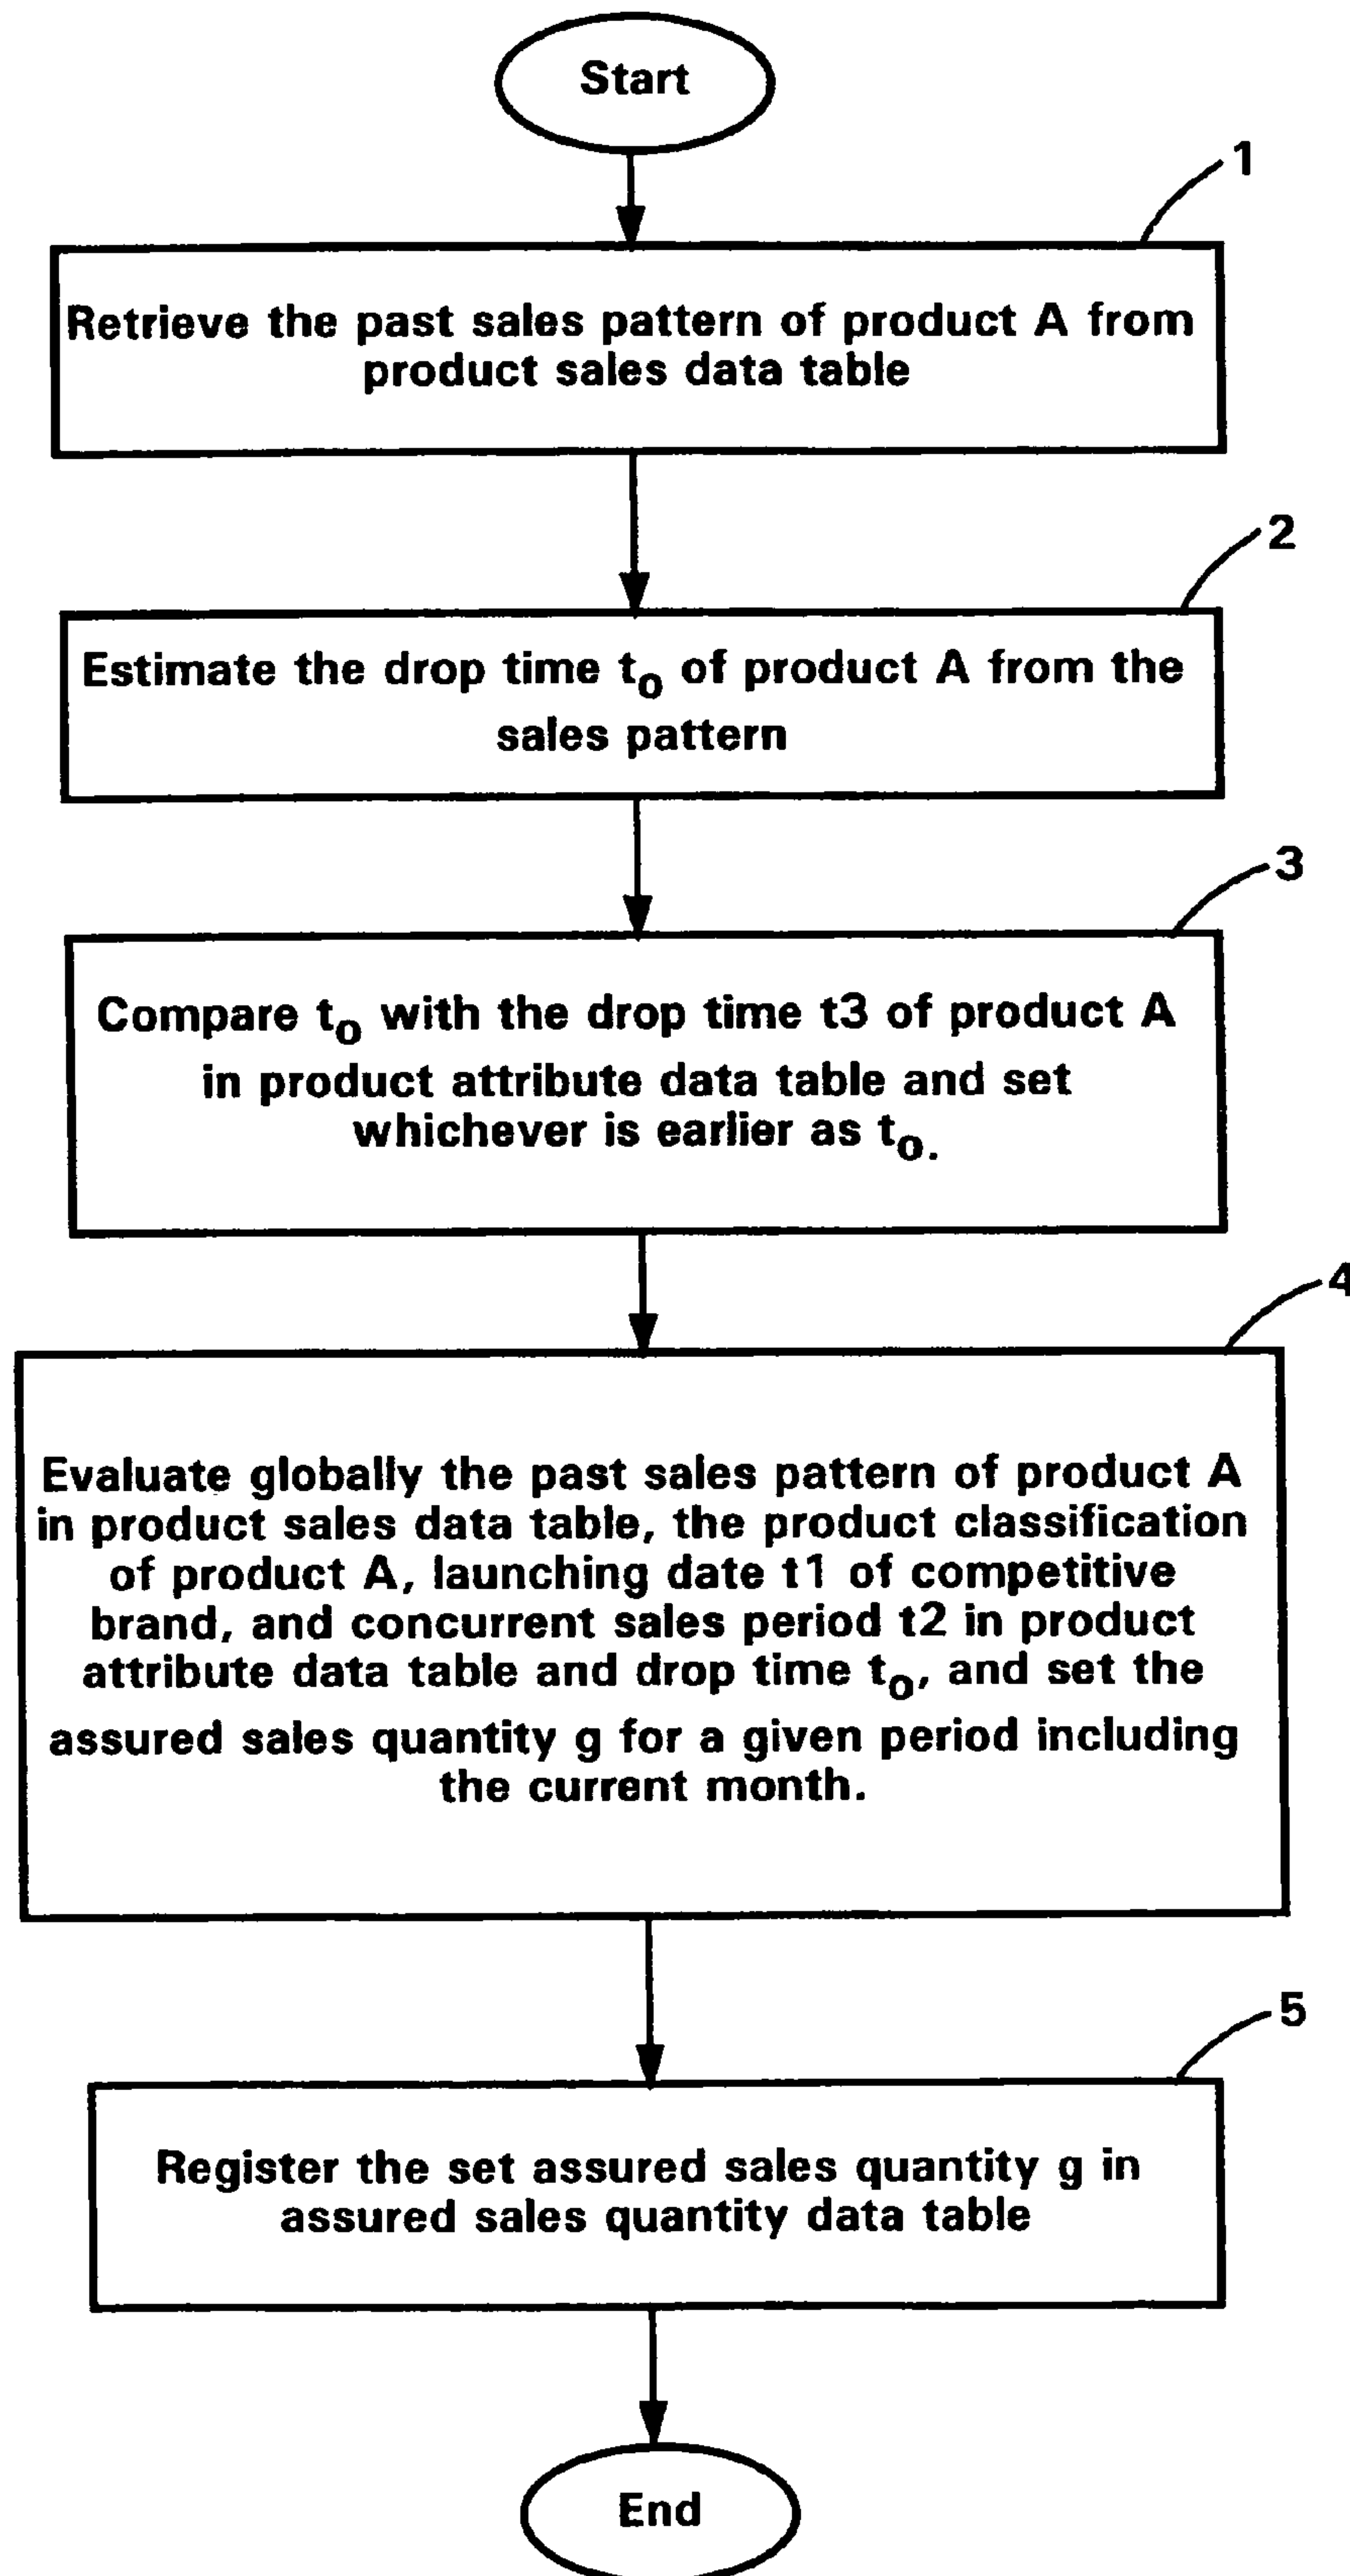 Start
1
Retrieve the past sales pattern of product A from
product sales data table
2
Estimate the drop time t₀ of product A from the
sales pattern
3
Compare t₀ with the drop time t3 of product A
in product attribute data table and set
whichever is earlier as t₀.
4
Evaluate globally the past sales pattern of product A
in product sales data table, the product classification
of product A, launching date t1 of competitive
brand, and concurrent sales period t2 in product
attribute data table and drop time t₀, and set the
assured sales quantity g for a given period including
the current month.
5
Register the set assured sales quantity g in
assured sales quantity data table
End